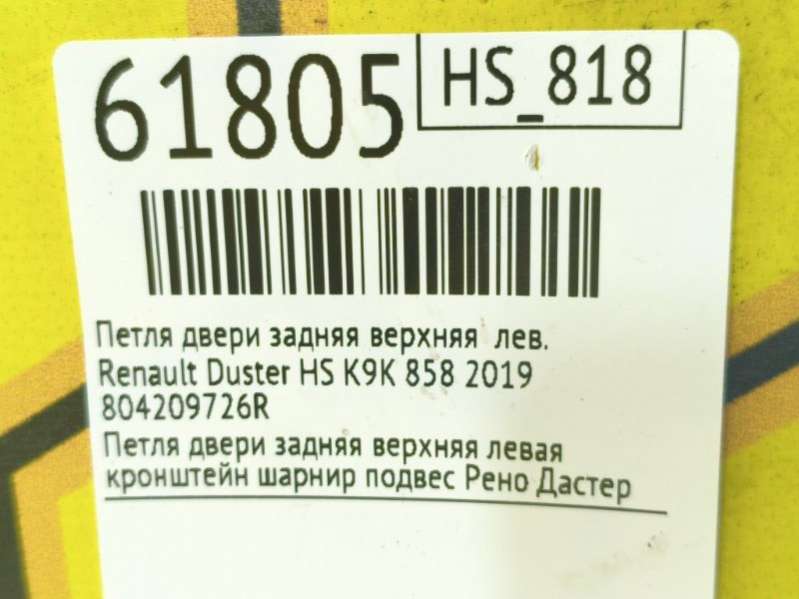 61805
HS_818
Петля двери задняя верхняя лев.
Renault Duster HS K9K 858 2019
804209726R
Петля двери задняя верхняя левая
кронштейн шарнир подвес Рено Дастер